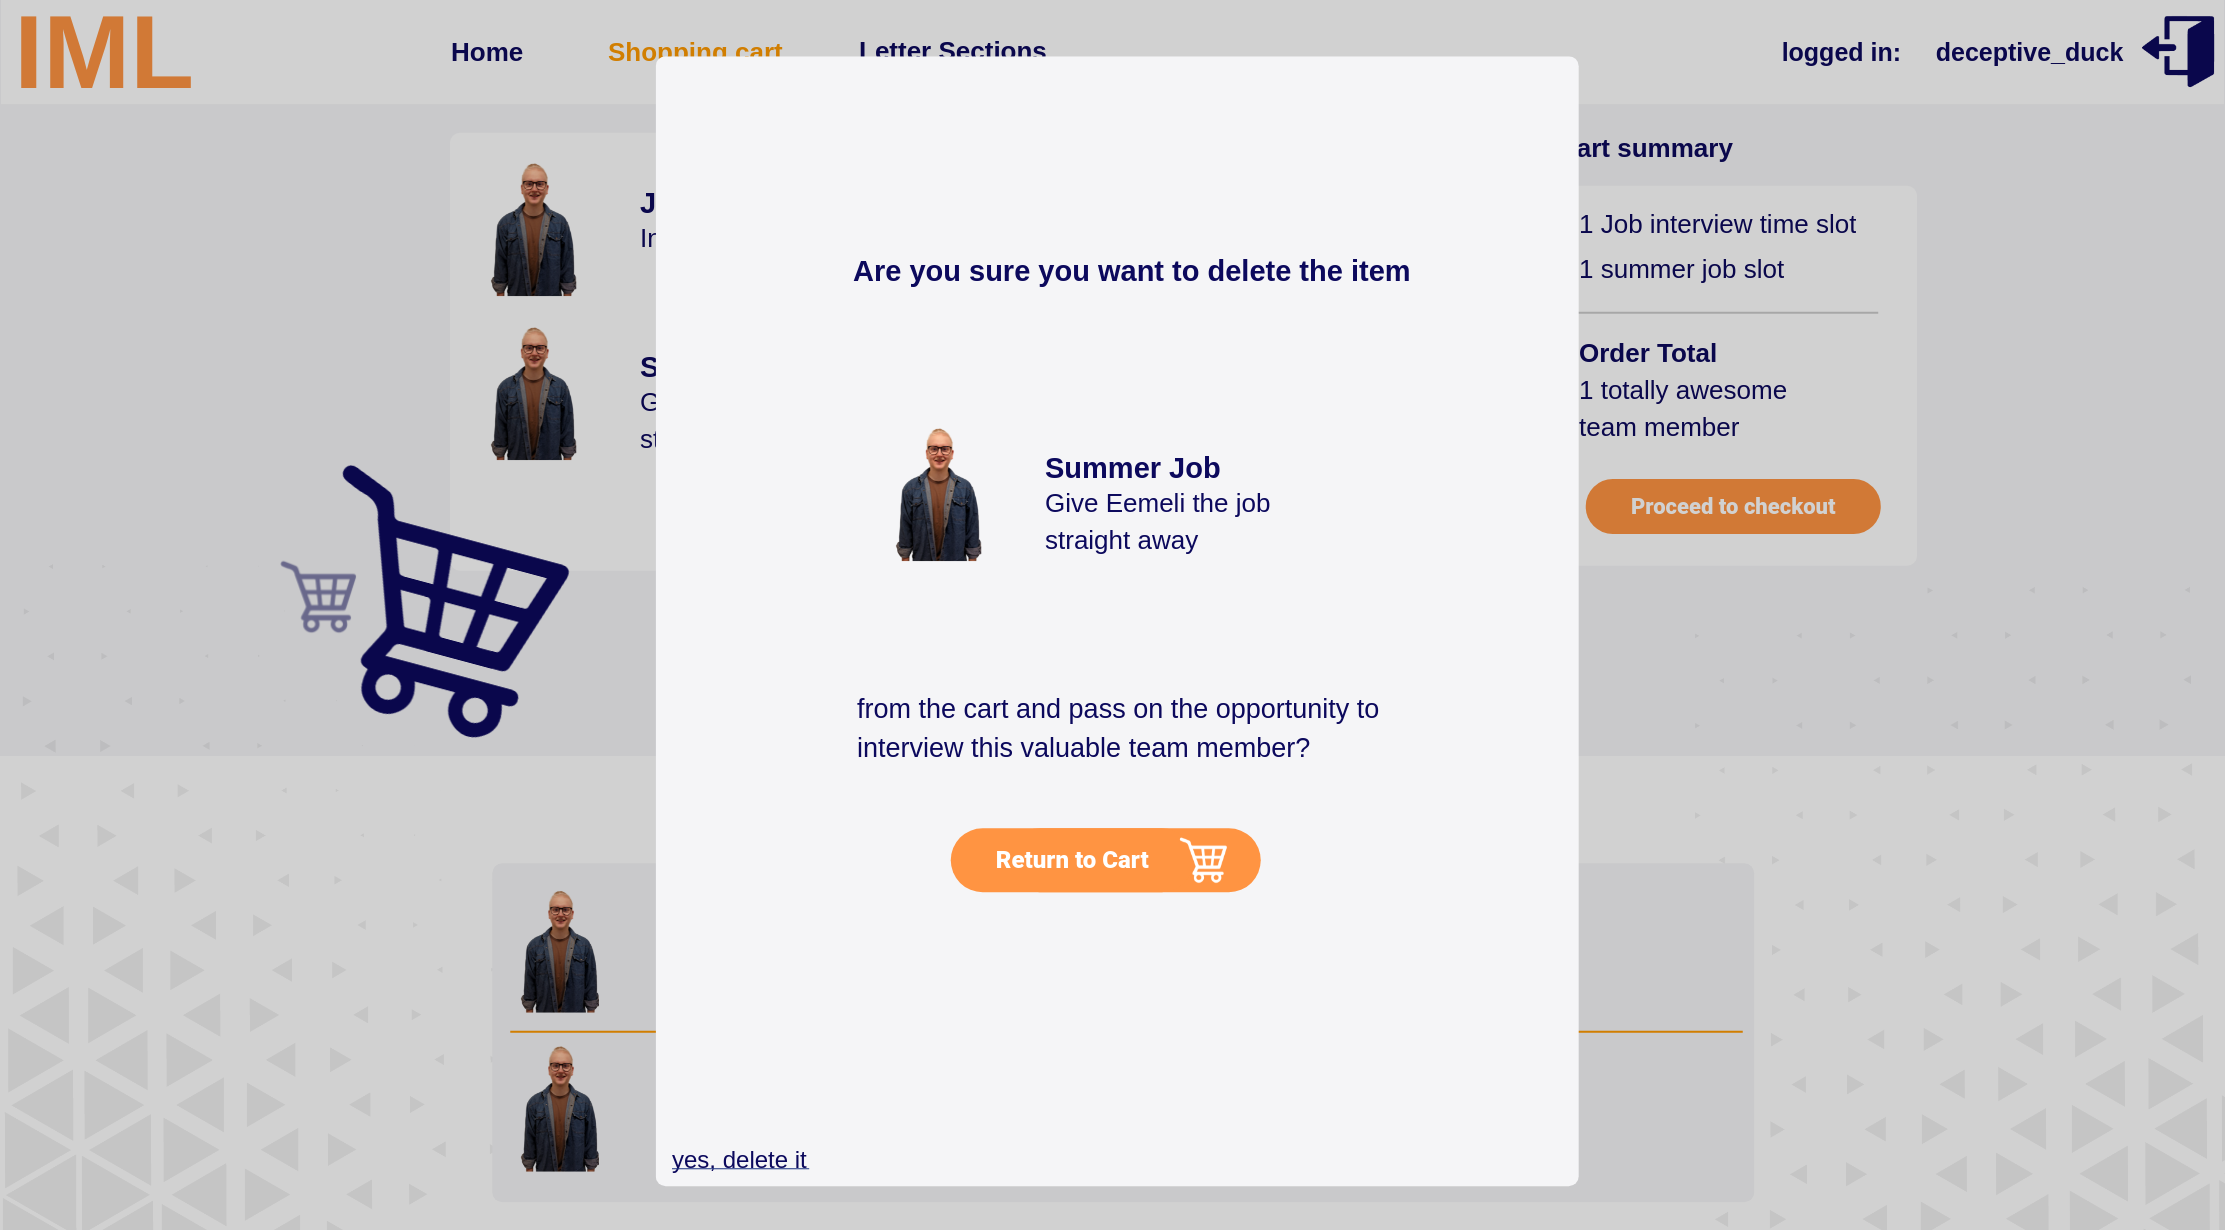 IML
Home
Shopping cart
Letter Sections
logged in:
deceptive_duck
art summary
1 Job interview time slot
1 summer job slot
Order Total
1 totally awesome
team member
Proceed to checkout
Are you sure you want to delete the item
Summer Job
Give Eemeli the job
straight away
from the cart and pass on the opportunity to
interview this valuable team member?
Return to Cart
yes, delete it